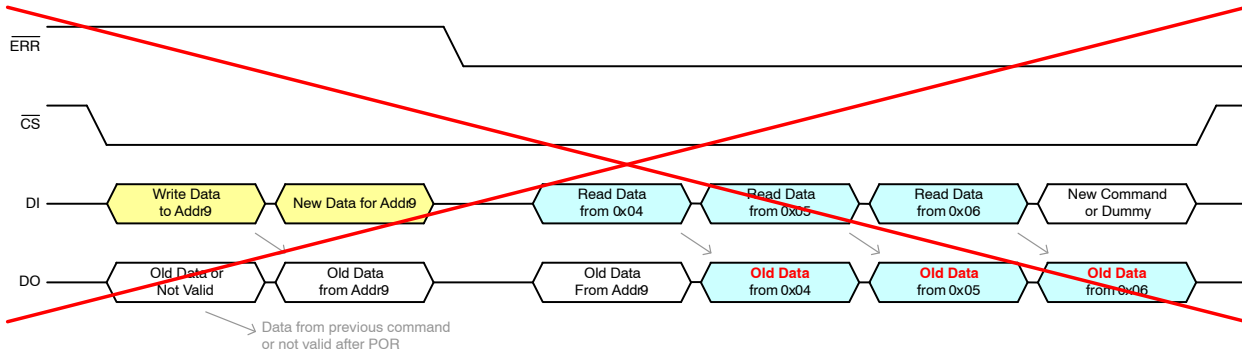 ERR
CS
DI
Write Data
to Addr9
New Data for Addr9
Read Data
from 0x04
Read Data
from 0x05
Read Data
from 0x06
New Command
or Dummy
DO
Old Data or
Not Valid
Old Data
from Addr9
Old Data
From Addr9
Old Data
from 0x04
Old Data
from 0x05
Old Data
from 0x06
Data from previous command
or not valid after POR